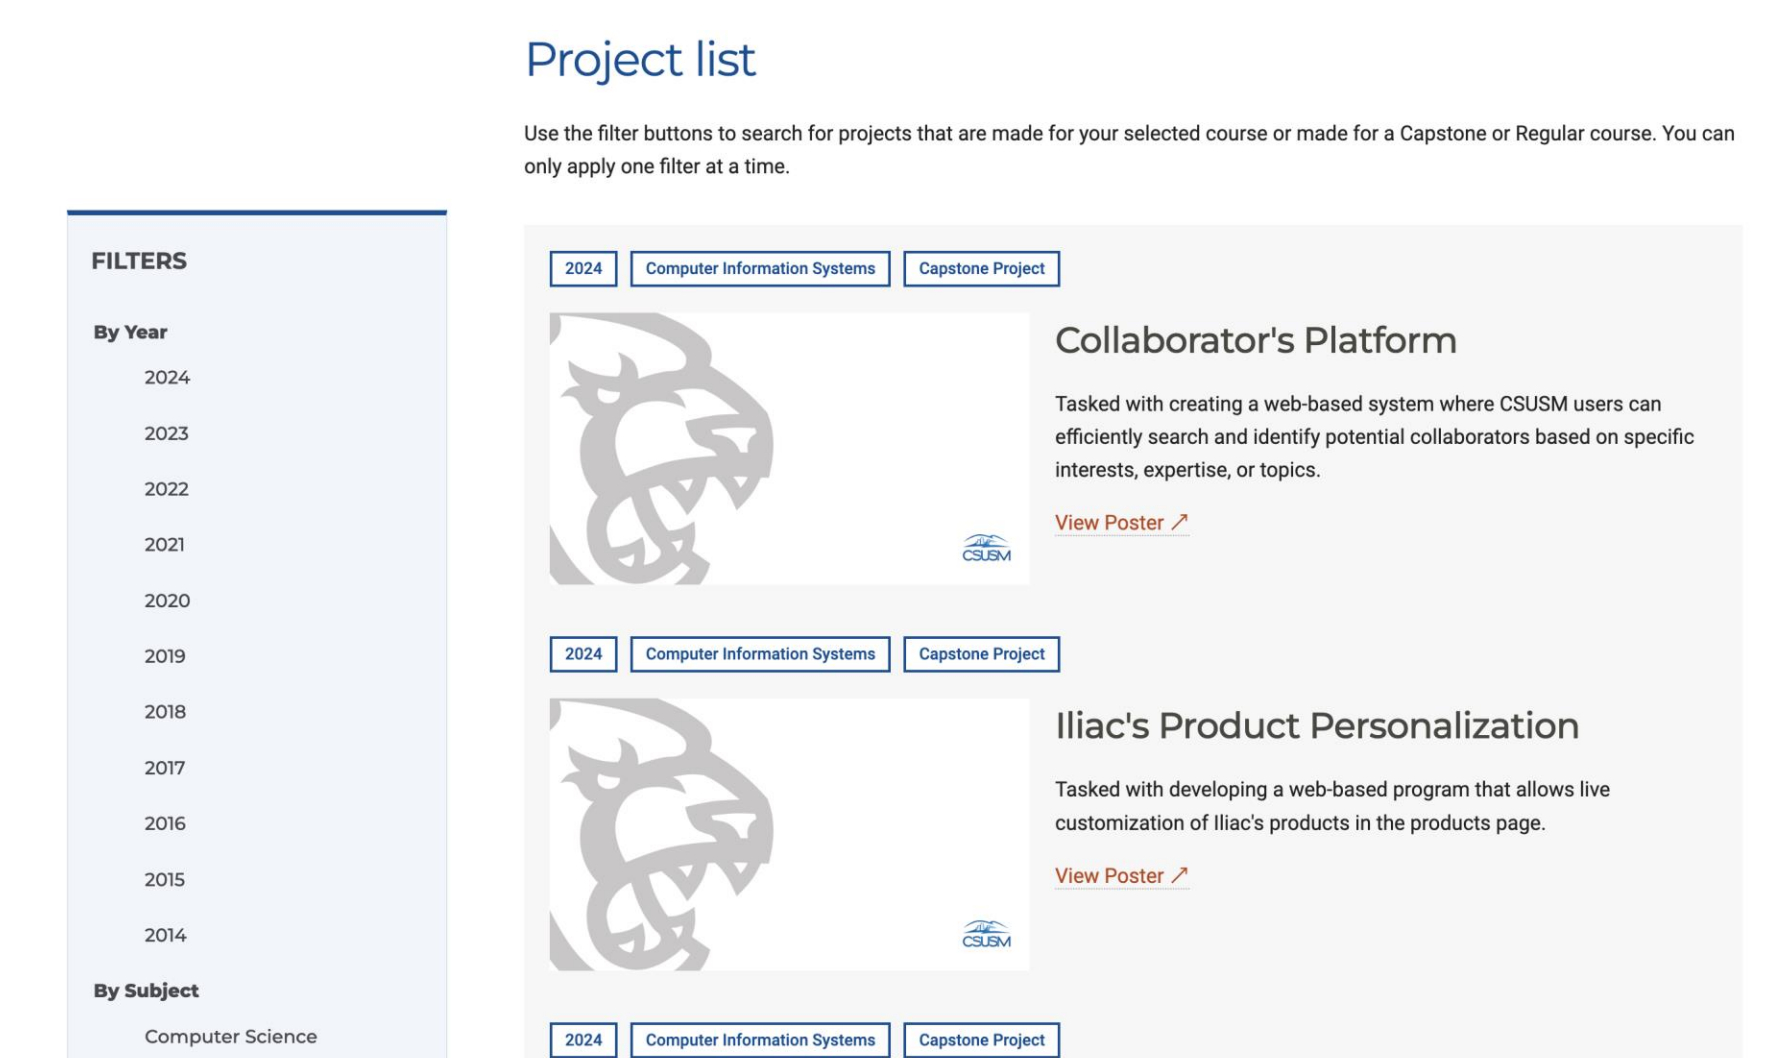 Project list
Use the filter buttons to search for projects that are made for your selected course or made for a Capstone or Regular course. You can
only apply one filter at a time.
FILTERS
By Year
2024
2023
2022
2021
2020
2019
2018
2017
2016
2015
2014
By Subject
Computer Science
2024 Computer Information Systems Capstone Project
CSUSM
Collaborator's Platform
Tasked with creating a web-based system where CSUSM users can
efficiently search and identify potential collaborators based on specific
interests, expertise, or topics.
View Poster ↗
2024 Computer Information Systems Capstone Project
CSUSM
Iliac's Product Personalization
Tasked with developing a web-based program that allows live
customization of Iliac's products in the products page.
View Poster ↗
2024 Computer Information Systems Capstone Project